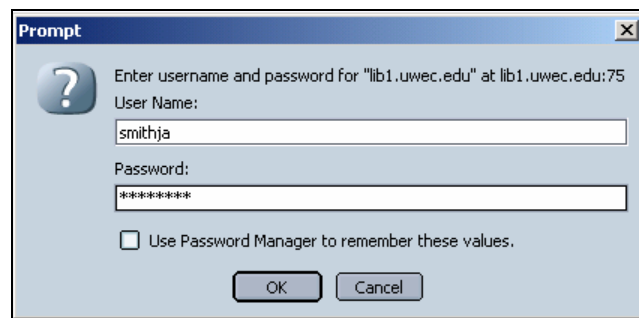 Prompt
Enter username and password for "lib1.uwec.edu" at lib1.uwec.edu:75
User Name:
smithja
Password:
********
Use Password Manager to remember these values.
OK Cancel